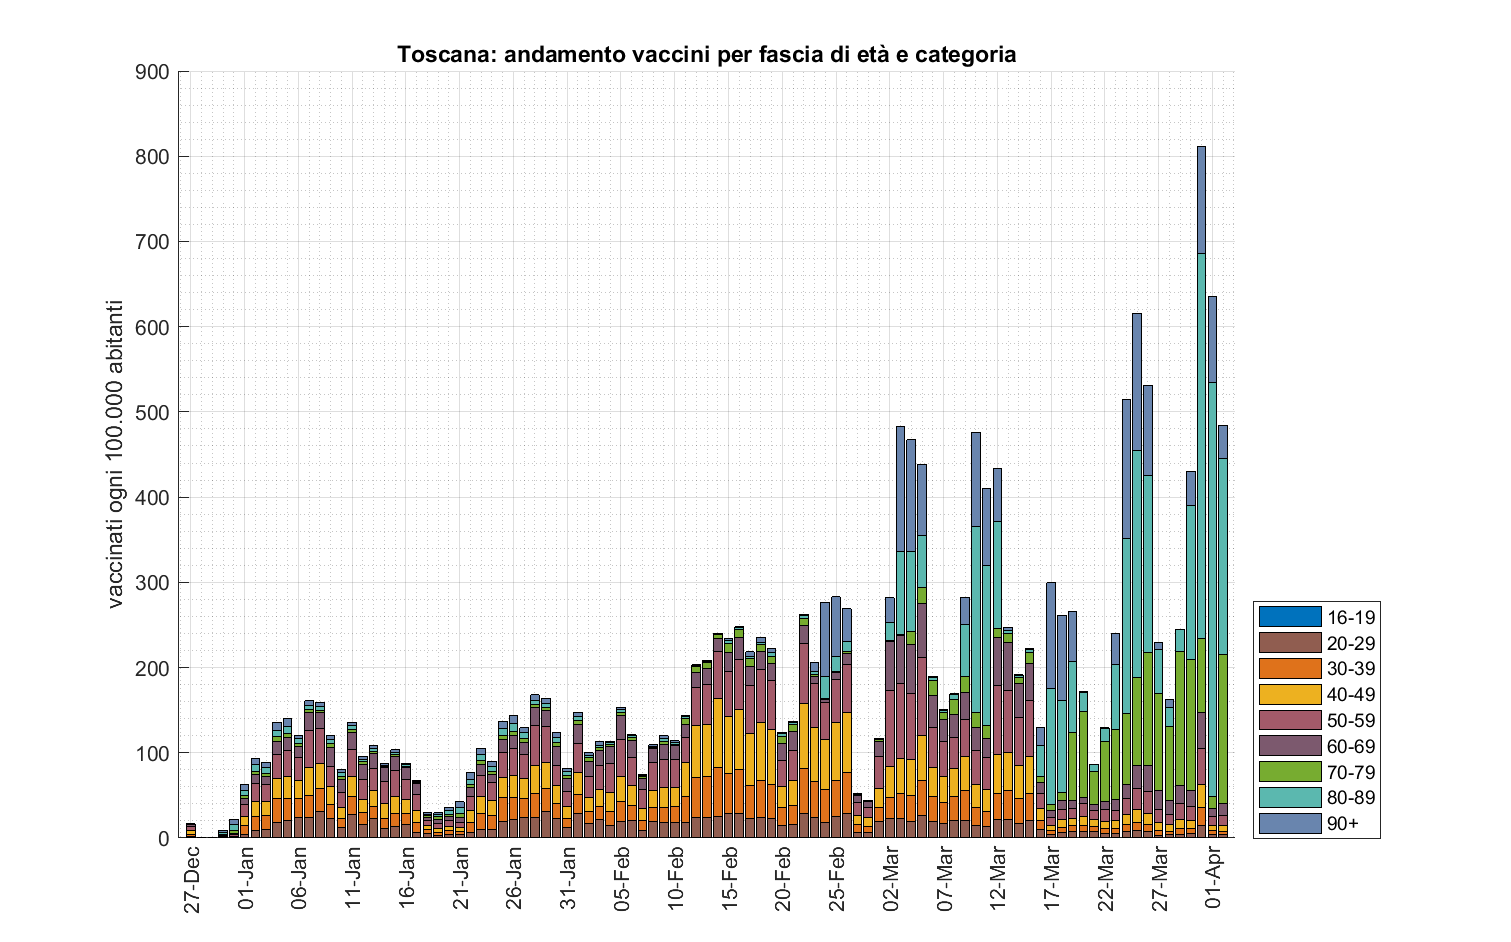 Toscana: andamento vaccini per fascia di età e categoria
vaccinati ogni 100.000 abitanti
900
800
700
600
500
400
300
200
100
0
27-Dec
01-Jan
06-Jan
11-Jan
16-Jan
21-Jan
26-Jan
31-Jan
05-Feb
10-Feb
15-Feb
20-Feb
25-Feb
02-Mar
07-Mar
12-Mar
17-Mar
22-Mar
27-Mar
01-Apr
16-19
20-29
30-39
40-49
50-59
60-69
70-79
80-89
90+